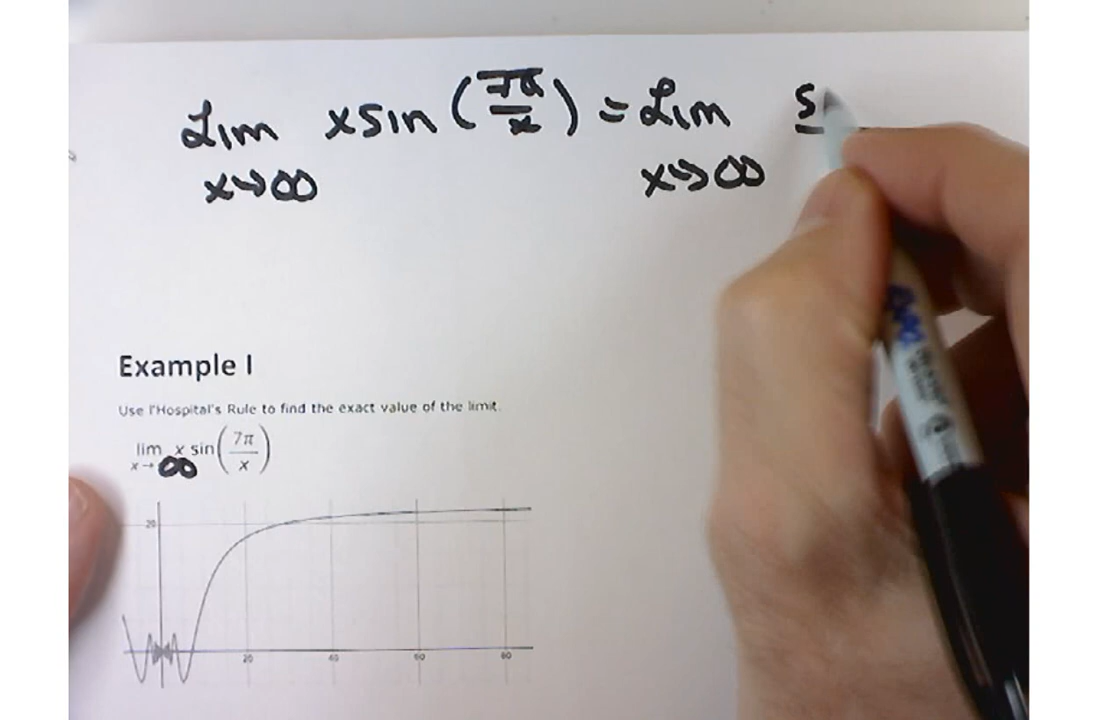 Lim x sin (7π/x) = Lim s
x→∞ x→∞
Example I
Use l'Hospital's Rule to find the exact value of the limit.
lim x sin(7π/x)
x→∞
20
20 40 60 80